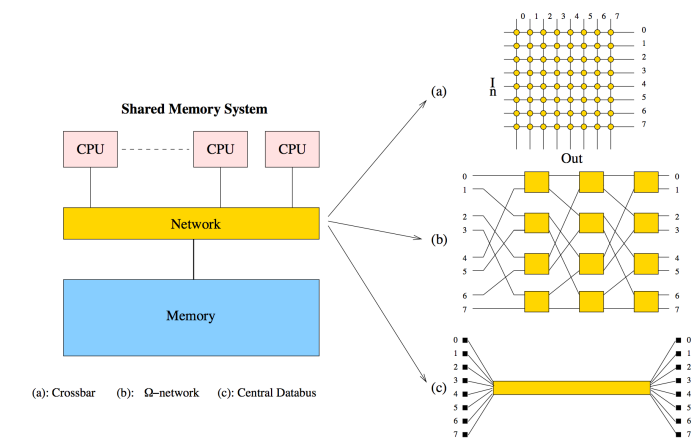 Shared Memory System
CPU
CPU
CPU
Network
Memory
(a): Crossbar (b): Ω−network (c): Central Databus
(a)
0 1 2 3 4 5 6 7
In
0
1
2
3
4
5
6
7
Out
(b)
0 0
1 1
2 2
3 3
4 4
5 5
6 6
7 7
(c)
0 0
1 1
2 2
3 3
4 4
5 5
6 6
7 7